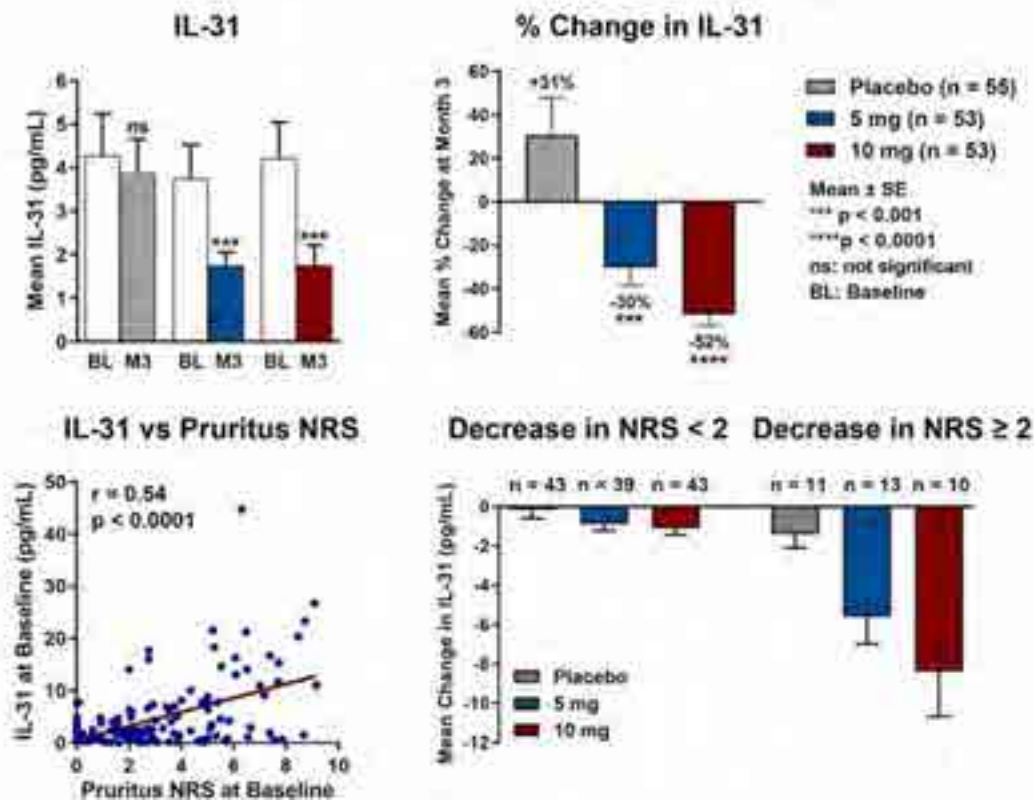 IL-31
Mean IL-31 (pg/mL)
6
5
4
3
2
1
0
ns
***
***
BL M3 BL M3 BL M3
% Change in IL-31
Mean % Change at Month 3
60
40
20
0
-20
-40
-60
+31%
-30%
***
-52%
****
Placebo (n = 55)
5 mg (n = 53)
10 mg (n = 53)
Mean ± SE
*** p < 0.001
****p < 0.0001
ns: not significant
BL: Baseline
IL-31 vs Pruritus NRS
IL-31 at Baseline (pg/mL)
50
40
30
20
10
0
r = 0.54
p < 0.0001
0 2 4 6 8 10
Pruritus NRS at Baseline
Decrease in NRS < 2 Decrease in NRS ≥ 2
Mean Change in IL-31 (pg/mL)
n = 43 n = 39 n = 43 n = 11 n = 13 n = 10
0
-2
-4
-6
-8
-10
-12
Placebo
5 mg
10 mg